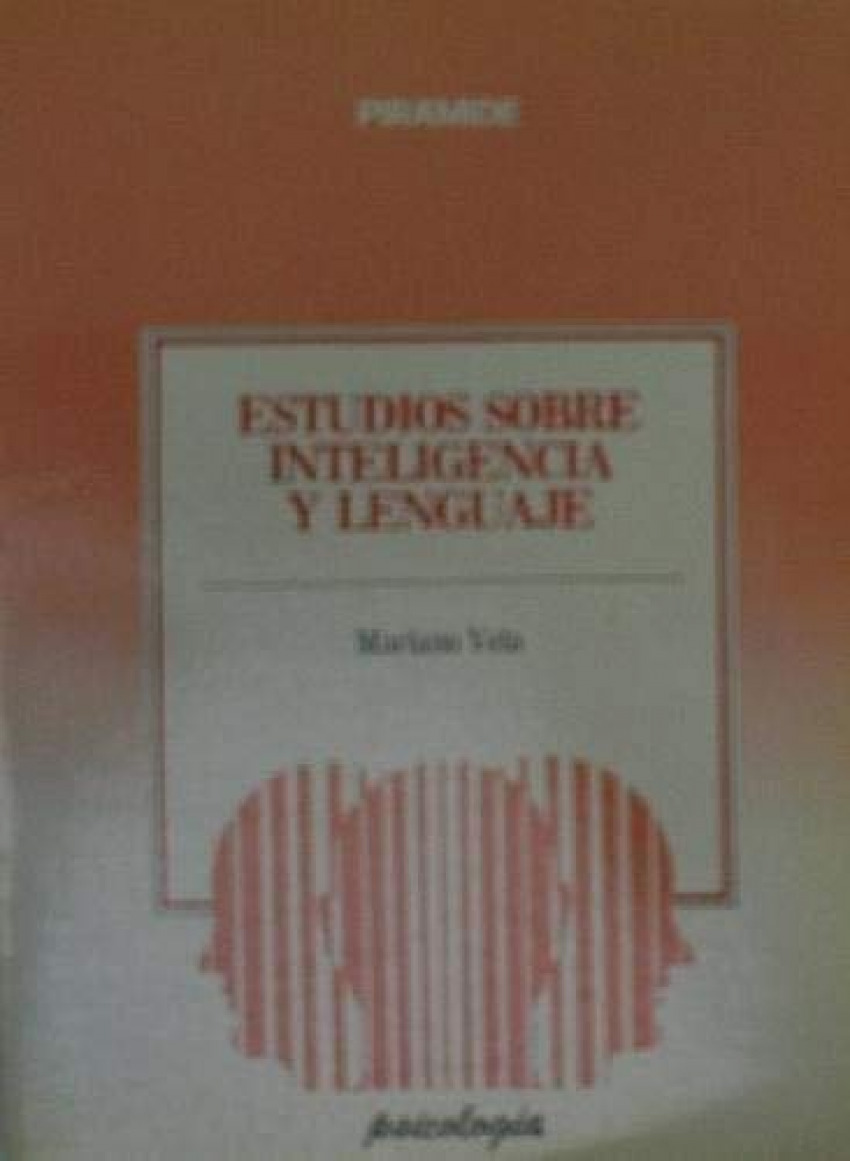 PIRAMIDE
ESTUDIOS SOBRE
INTELIGENCIA
Y LENGUAJE
Mariano Yela
psicología